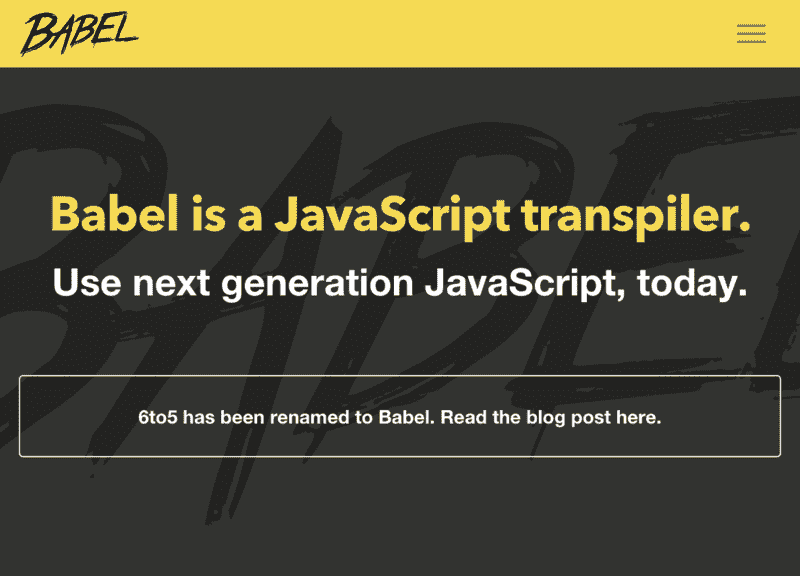 BABEL
Babel is a JavaScript transpiler.
Use next generation JavaScript, today.
6to5 has been renamed to Babel. Read the blog post here.